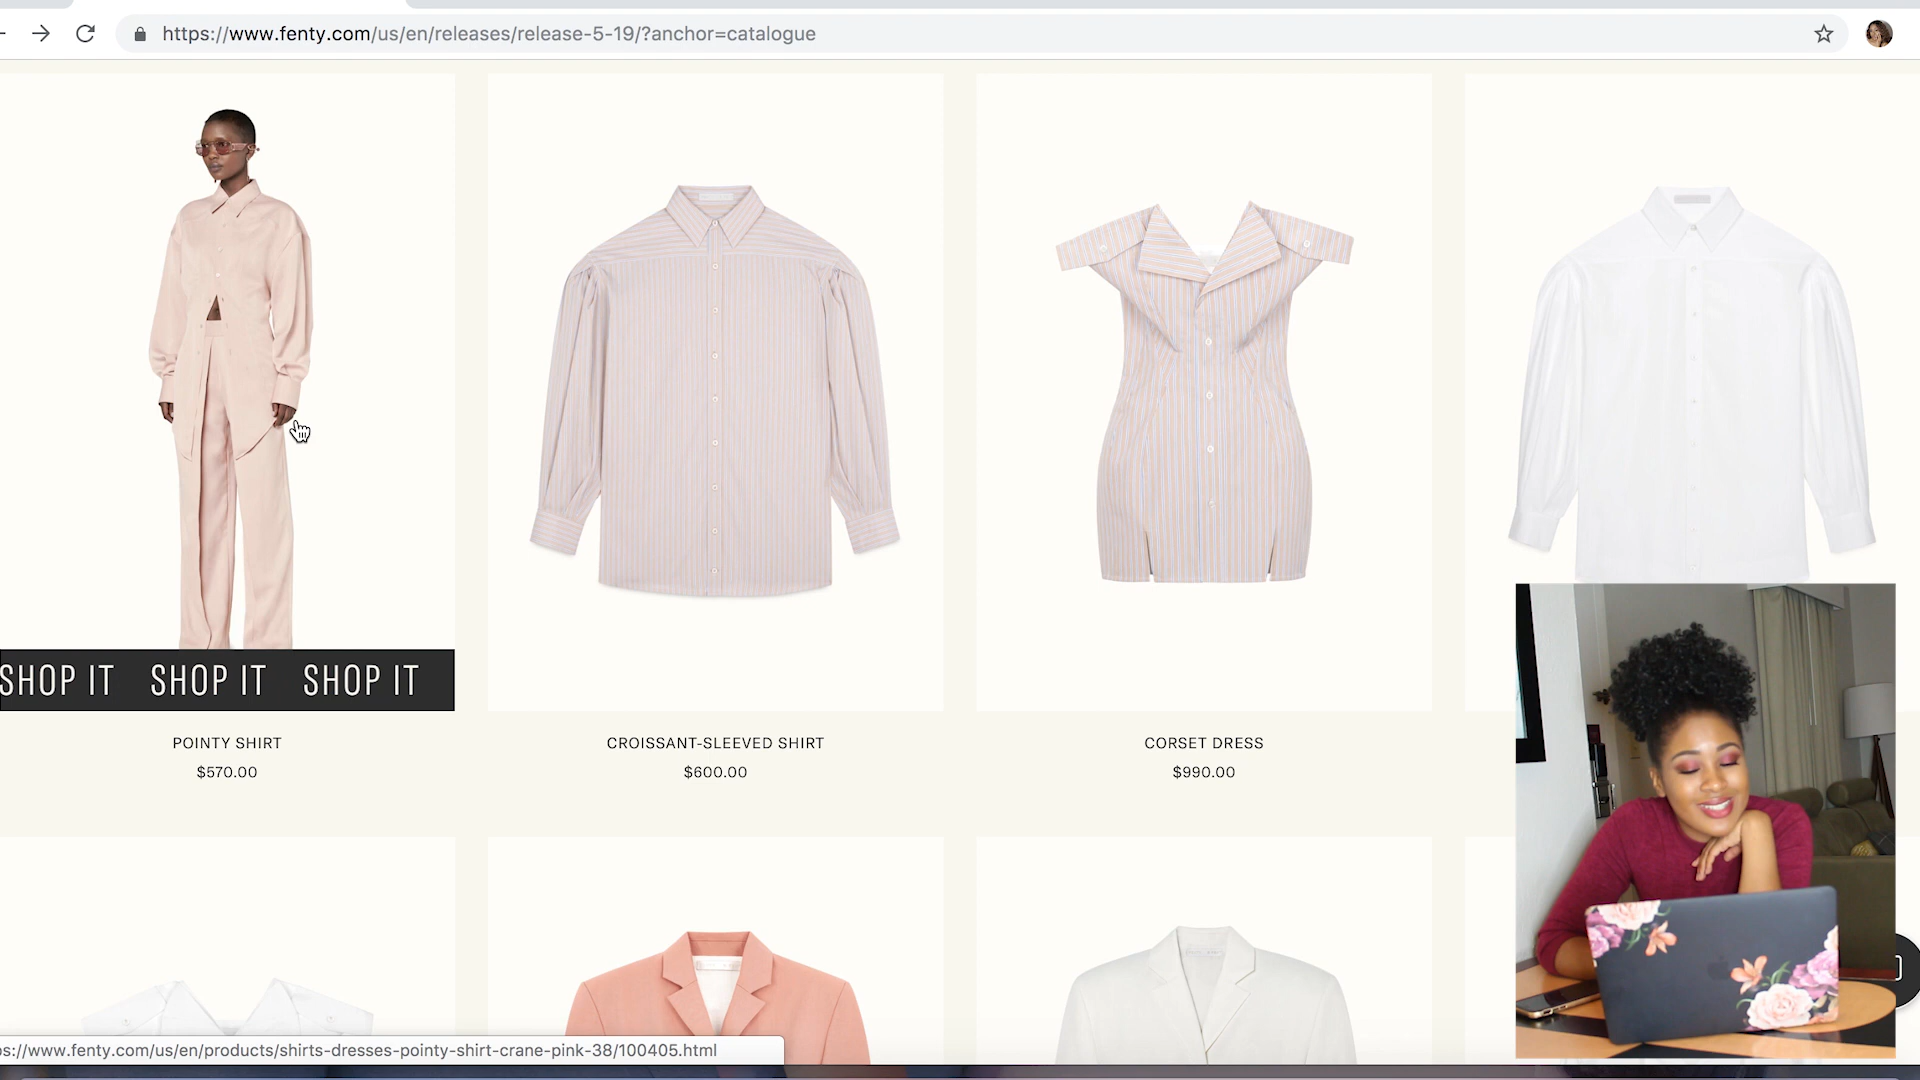 https://www.fenty.com/us/en/releases/release-5-19/?anchor=catalogue
SHOP IT SHOP IT SHOP IT
POINTY SHIRT
$570.00
CROISSANT-SLEEVED SHIRT
$600.00
CORSET DRESS
$990.00
ps://www.fenty.com/us/en/products/shirts-dresses-pointy-shirt-crane-pink-38/100405.html